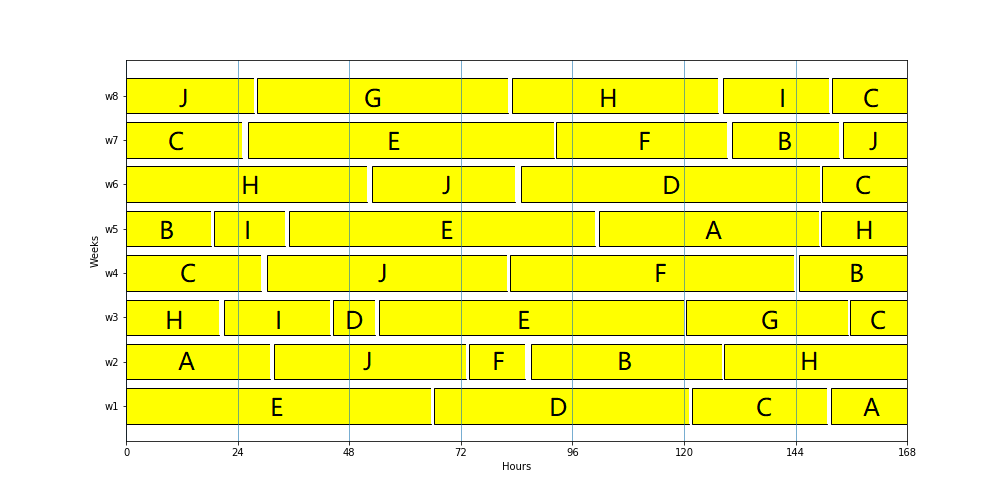 w8 J G H I C
w7 C E F B J
w6 H J D C
w5 B I E A H
w4 C J F B
w3 H I D E G C
w2 A J F B H
w1 E D C A
Weeks
0 24 48 72 96 120 144 168
Hours